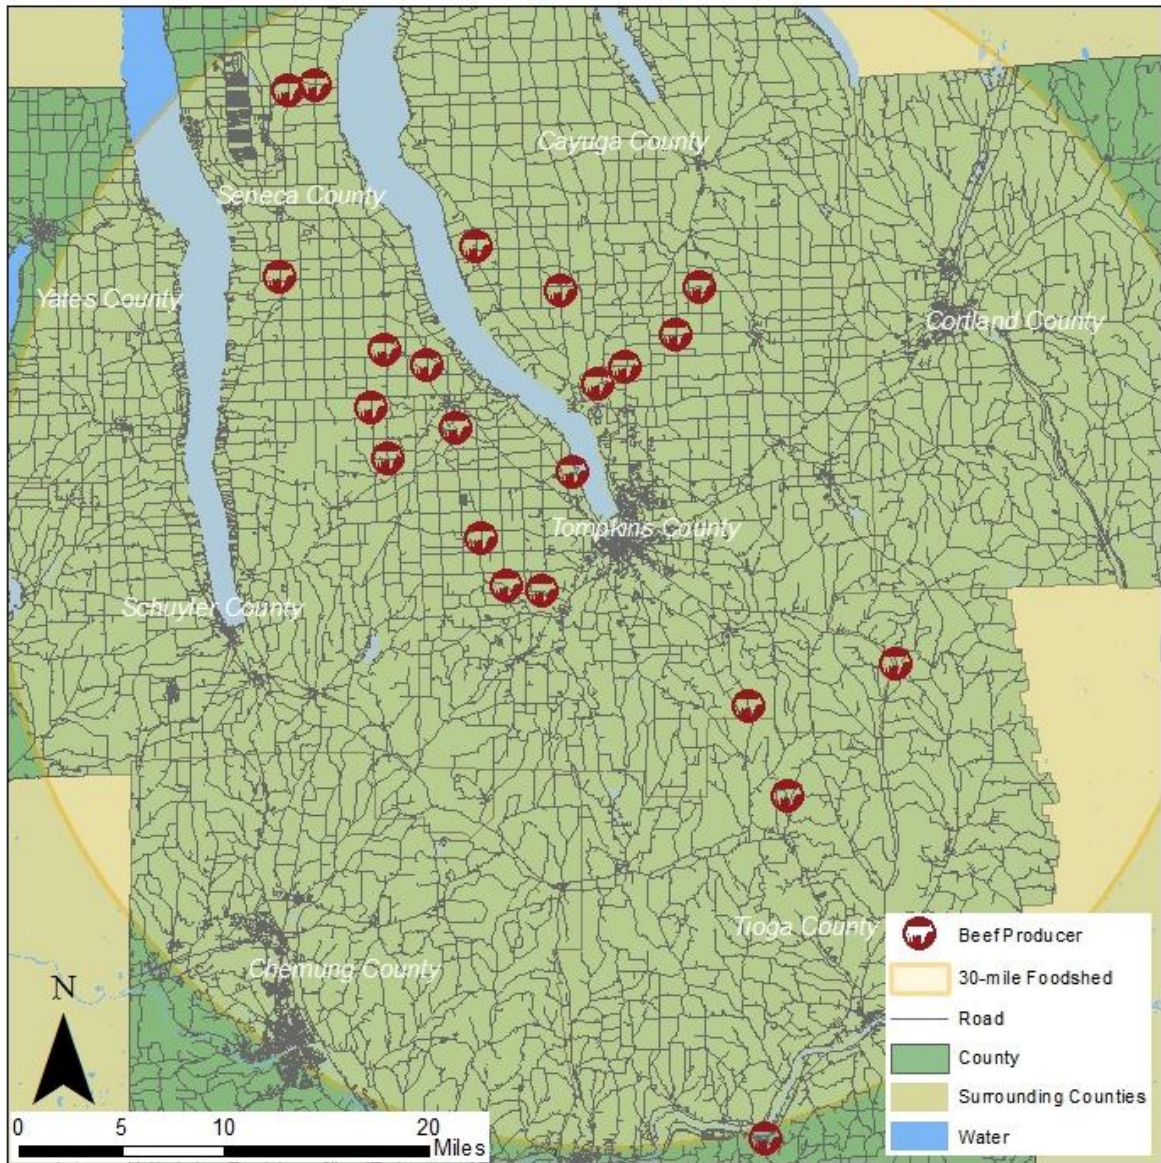 Cayuga County
Seneca County
Yates County
Cortland County
Tompkins County
Schuyler County
Tioga County
Chemung County
N
0 5 10 20
Miles
Beef Producer
30-mile Foodshed
Road
County
Surrounding Counties
Water